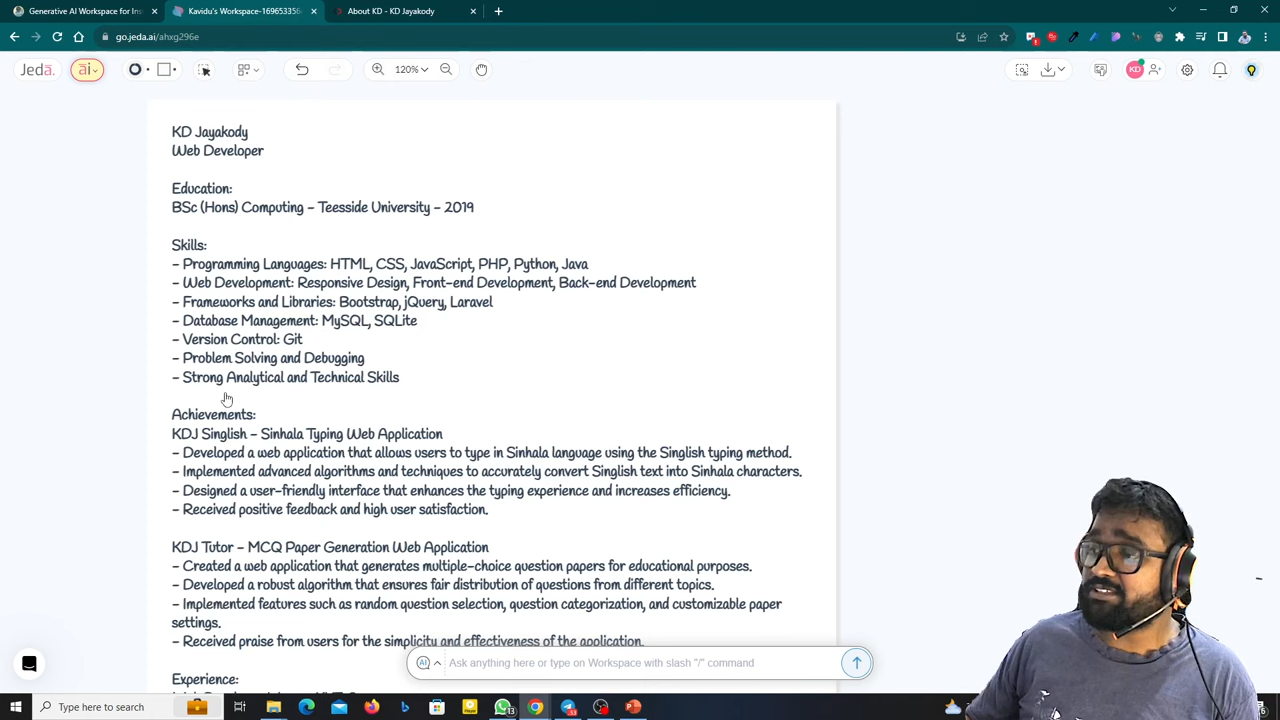 Generative AI Workspace for Ins
Kavidu's Workspace-16965335
About KD - KD Jayakody
go.jeda.ai/ahxg296e
Jedā.
āi
120%
KD
KD Jayakody
Web Developer
Education:
BSc (Hons) Computing - Teesside University - 2019
Skills:
- Programming Languages: HTML, CSS, JavaScript, PHP, Python, Java
- Web Development: Responsive Design, Front-end Development, Back-end Development
- Frameworks and Libraries: Bootstrap, jQuery, Laravel
- Database Management: MySQL, SQLite
- Version Control: Git
- Problem Solving and Debugging
- Strong Analytical and Technical Skills
Achievements:
KDJ Singlish - Sinhala Typing Web Application
- Developed a web application that allows users to type in Sinhala language using the Singlish typing method.
- Implemented advanced algorithms and techniques to accurately convert Singlish text into Sinhala characters.
- Designed a user-friendly interface that enhances the typing experience and increases efficiency.
- Received positive feedback and high user satisfaction.
KDJ Tutor - MCQ Paper Generation Web Application
- Created a web application that generates multiple-choice question papers for educational purposes.
- Developed a robust algorithm that ensures fair distribution of questions from different topics.
- Implemented features such as random question selection, question categorization, and customizable paper
settings.
- Received praise from users for the simplicity and effectiveness of the application.
AI
Ask anything here or type on Workspace with slash "/" command
Experience:
Type here to search